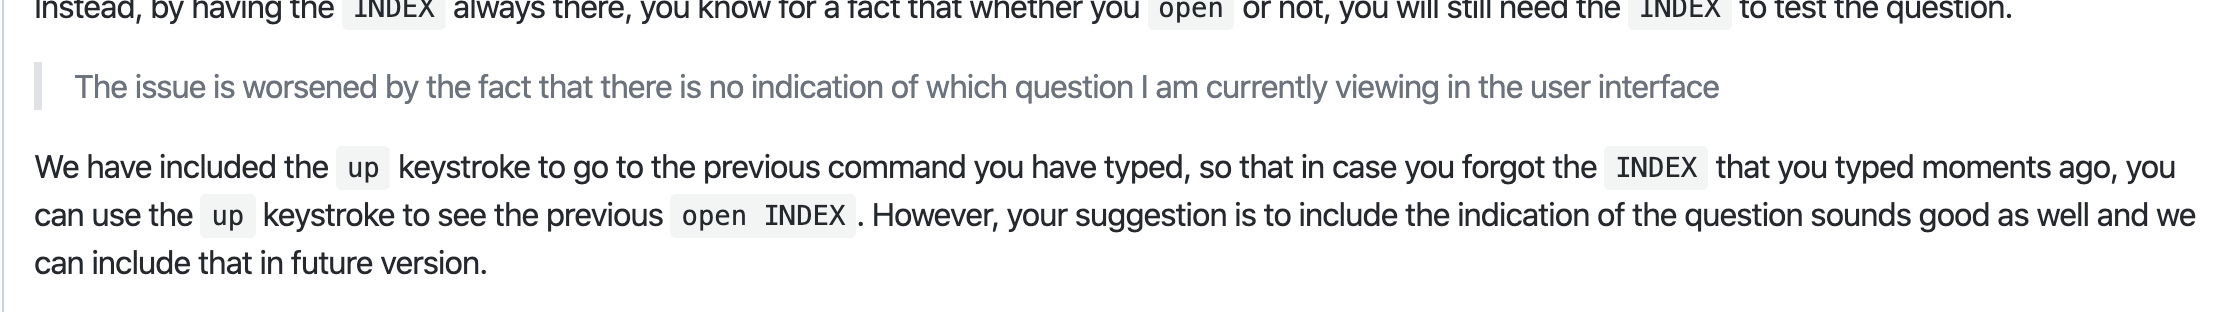 Instead, by having the INDEX always there, you know for a fact that whether you open or not, you will still need the INDEX to test the question.
The issue is worsened by the fact that there is no indication of which question I am currently viewing in the user interface
We have included the up keystroke to go to the previous command you have typed, so that in case you forgot the INDEX that you typed moments ago, you
can use the up keystroke to see the previous open INDEX. However, your suggestion is to include the indication of the question sounds good as well and we
can include that in future version.